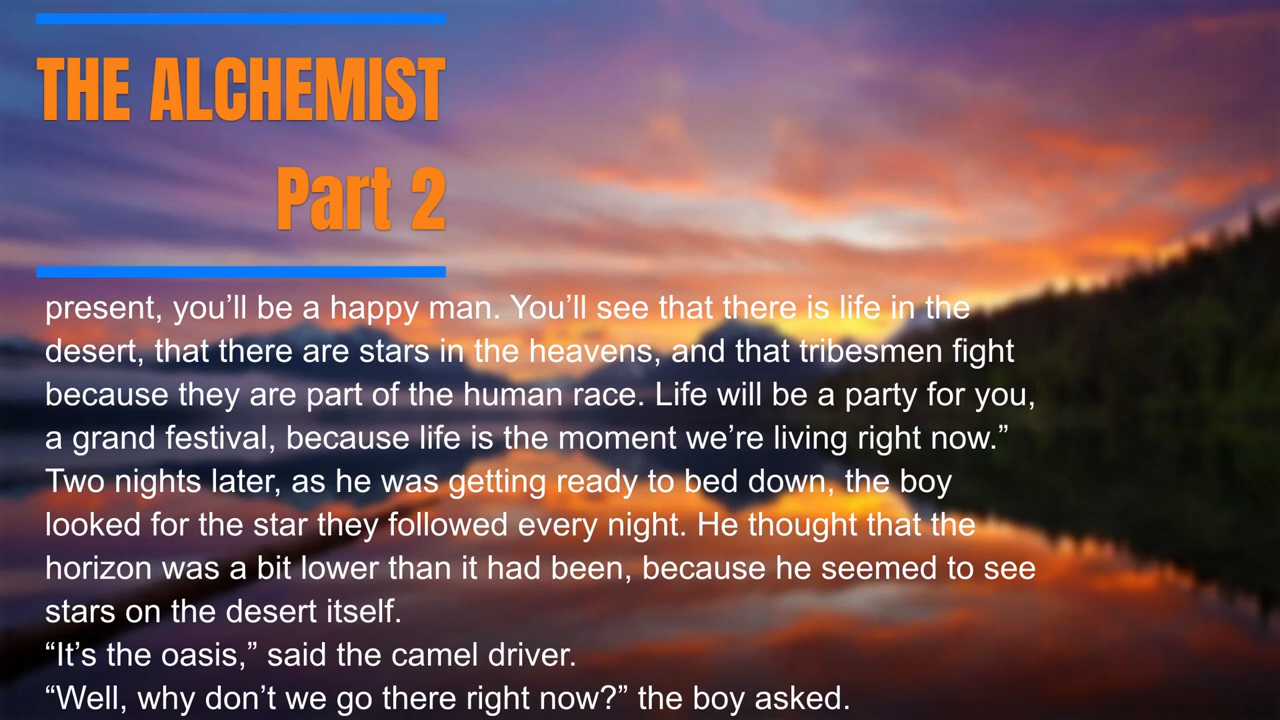 THE ALCHEMIST
Part 2
present, you’ll be a happy man. You’ll see that there is life in the
desert, that there are stars in the heavens, and that tribesmen fight
because they are part of the human race. Life will be a party for you,
a grand festival, because life is the moment we’re living right now.”
Two nights later, as he was getting ready to bed down, the boy
looked for the star they followed every night. He thought that the
horizon was a bit lower than it had been, because he seemed to see
stars on the desert itself.
“It’s the oasis,” said the camel driver.
“Well, why don’t we go there right now?” the boy asked.